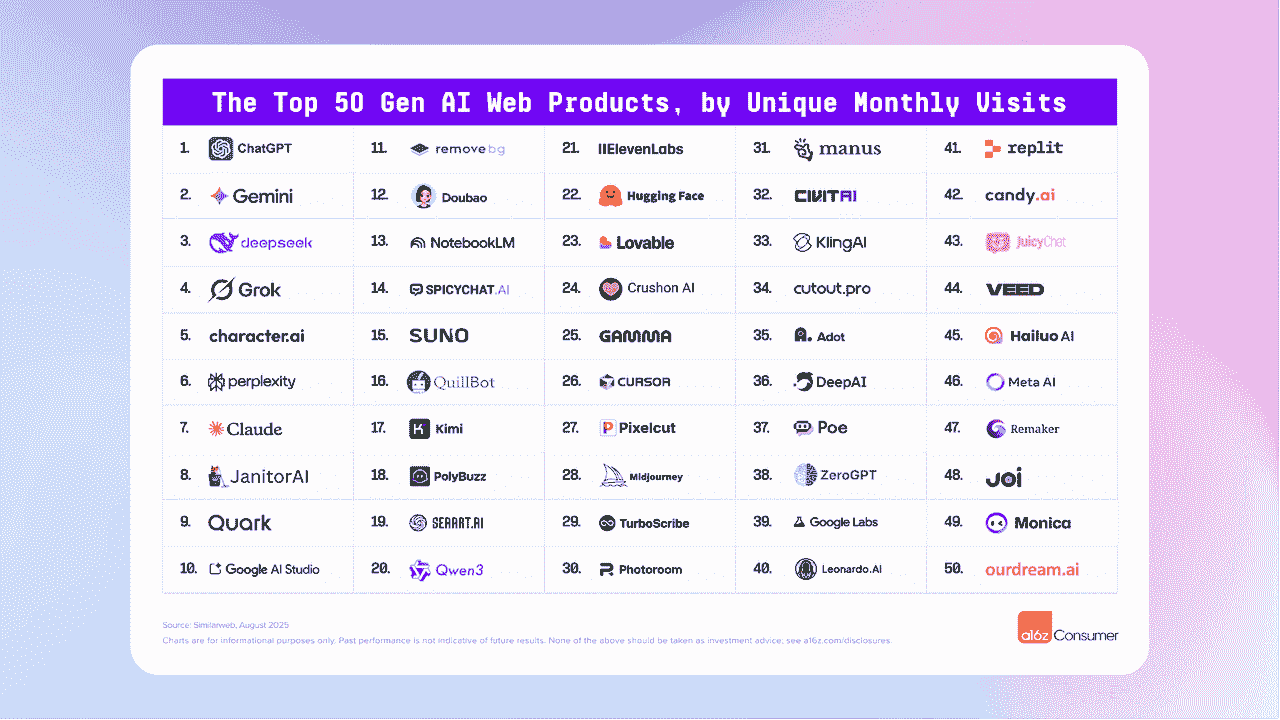 The Top 50 Gen AI Web Products, by Unique Monthly Visits
1. ChatGPT
2. Gemini
3. deepseek
4. Grok
5. character.ai
6. perplexity
7. Claude
8. JanitorAI
9. Quark
10. Google AI Studio
11. removebg
12. Doubao
13. NotebookLM
14. SPICYCHAT.AI
15. SUNO
16. QuillBot
17. Kimi
18. PolyBuzz
19. SEAART.AI
20. Qwen3
21. IIElevenLabs
22. Hugging Face
23. Lovable
24. Crushon AI
25. GAMMA
26. CURSOR
27. Pixelcut
28. Midjourney
29. TurboScribe
30. Photoroom
31. manus
32. CIVITAI
33. KlingAI
34. cutout.pro
35. A. Adot
36. DeepAI
37. Poe
38. ZeroGPT
39. Google Labs
40. Leonardo.AI
41. replit
42. candy.ai
43. JuicyChat
44. VEED
45. Hailuo AI
46. Meta AI
47. Remaker
48. JOI
49. Monica
50. ourdream.ai
Source: Similarweb, August 2025
Charts are for informational purposes only. Past performance is not indicative of future results. None of the above should be taken as investment advice; see a16z.com/disclosures.
a16z Consumer